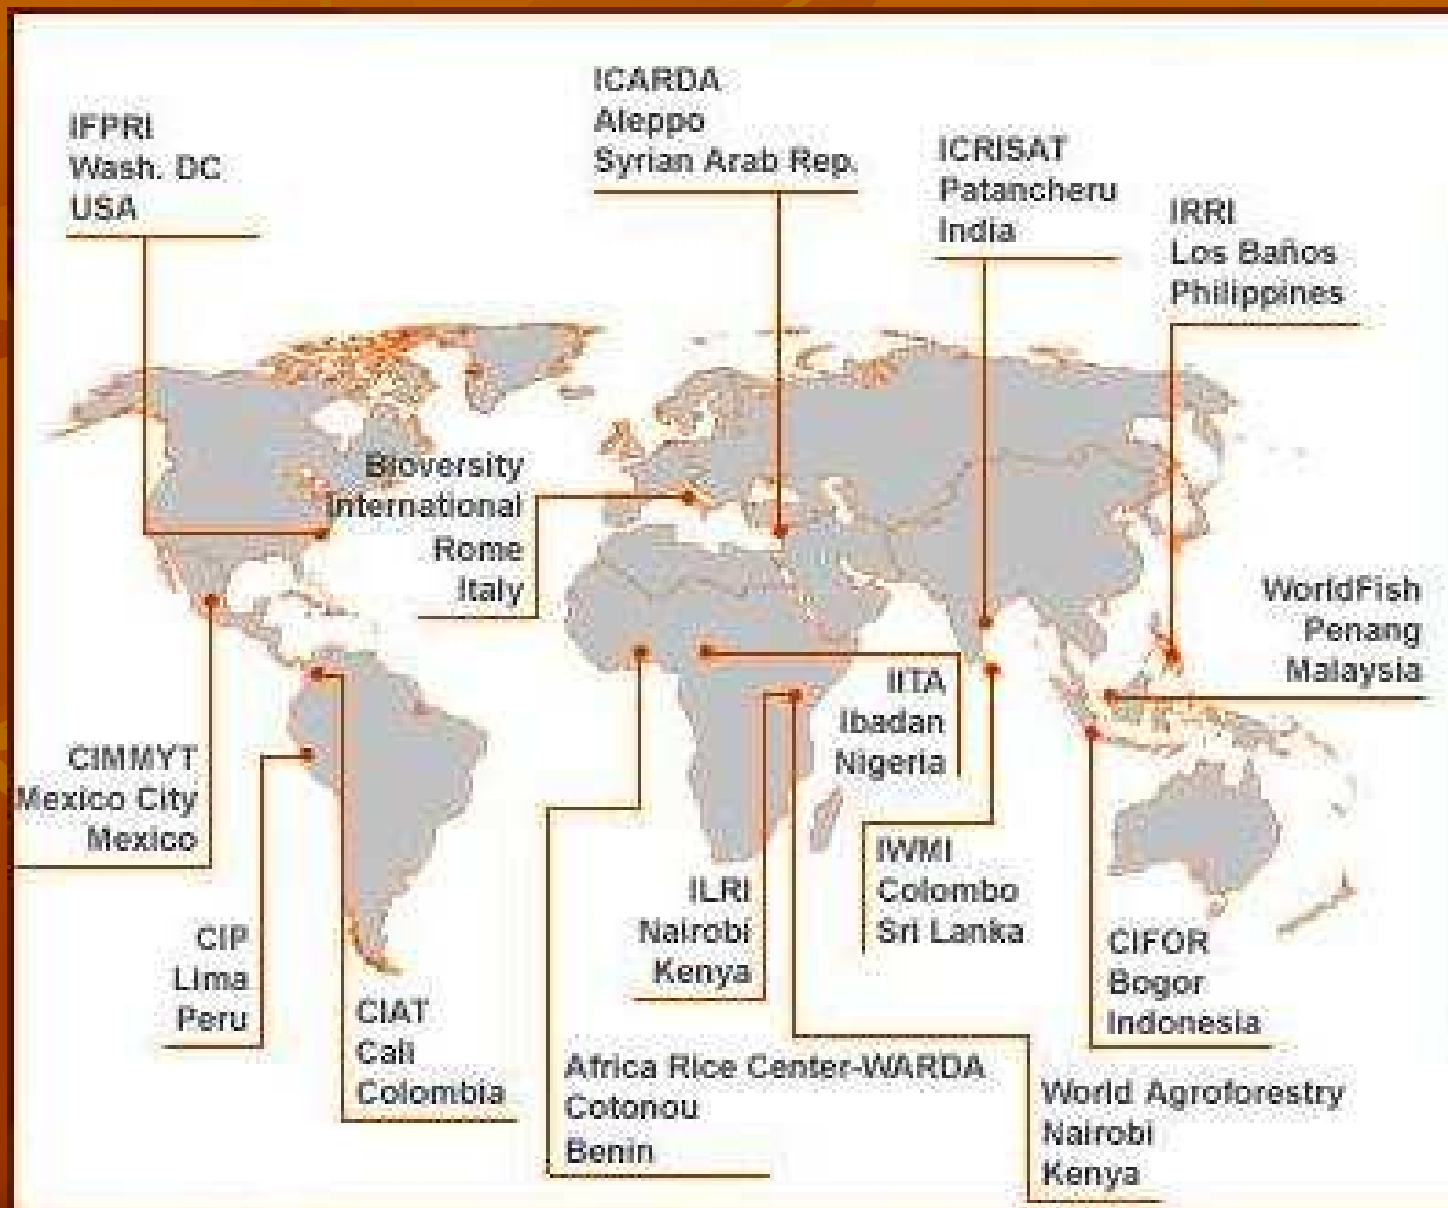 IFPRI
Wash. DC
USA
ICARDA
Aleppo
Syrian Arab Rep.
ICRISAT
Patancheru
India
IRRI
Los Baños
Philippines
Bioversity
International
Rome
Italy
WorldFish
Penang
Malaysia
IITA
Ibadan
Nigeria
CIMMYT
Mexico City
Mexico
IWMI
Colombo
Sri Lanka
ILRI
Nairobi
Kenya
CIP
Lima
Peru
CIFOR
Bogor
Indonesia
CIAT
Cali
Colombia
Africa Rice Center-WARDA
Cotonou
Benin
World Agroforestry
Nairobi
Kenya